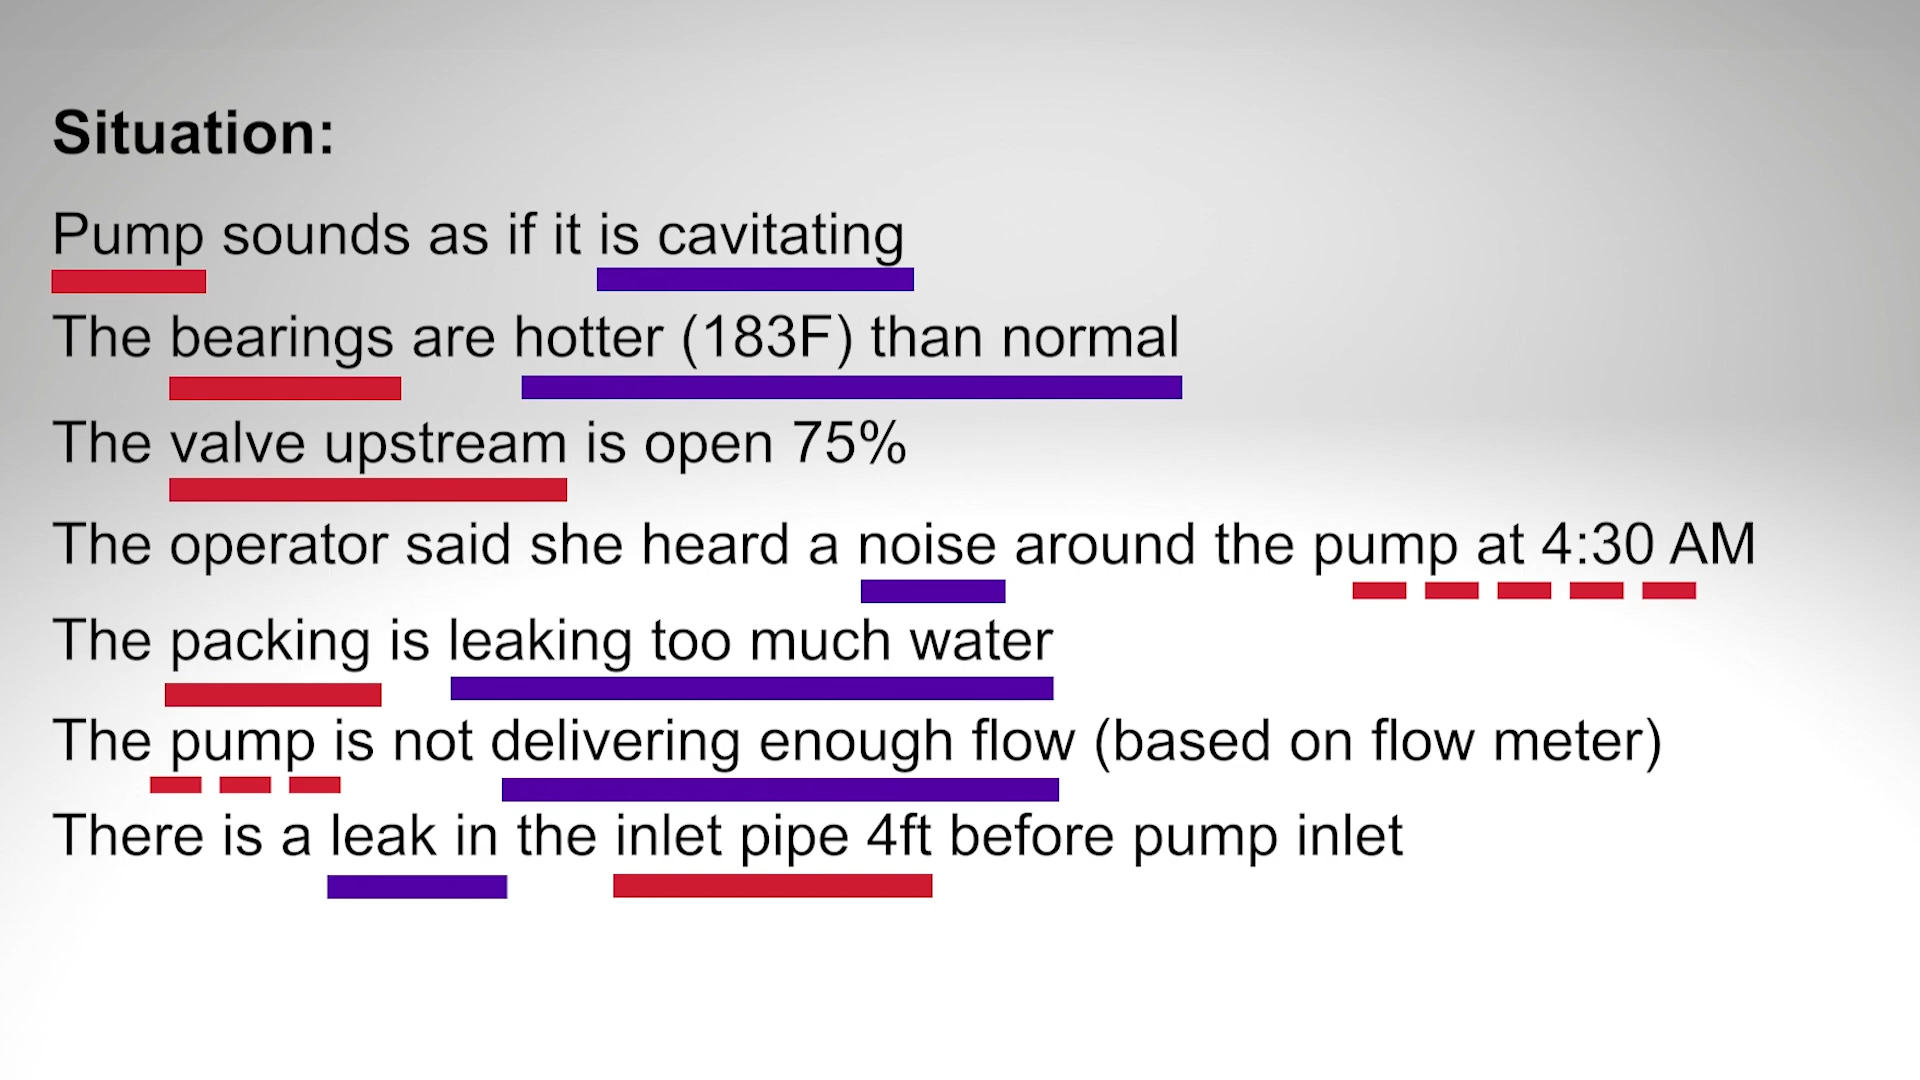 Situation:
Pump sounds as if it is cavitating
The bearings are hotter (183F) than normal
The valve upstream is open 75%
The operator said she heard a noise around the pump at 4:30 AM
The packing is leaking too much water
The pump is not delivering enough flow (based on flow meter)
There is a leak in the inlet pipe 4ft before pump inlet